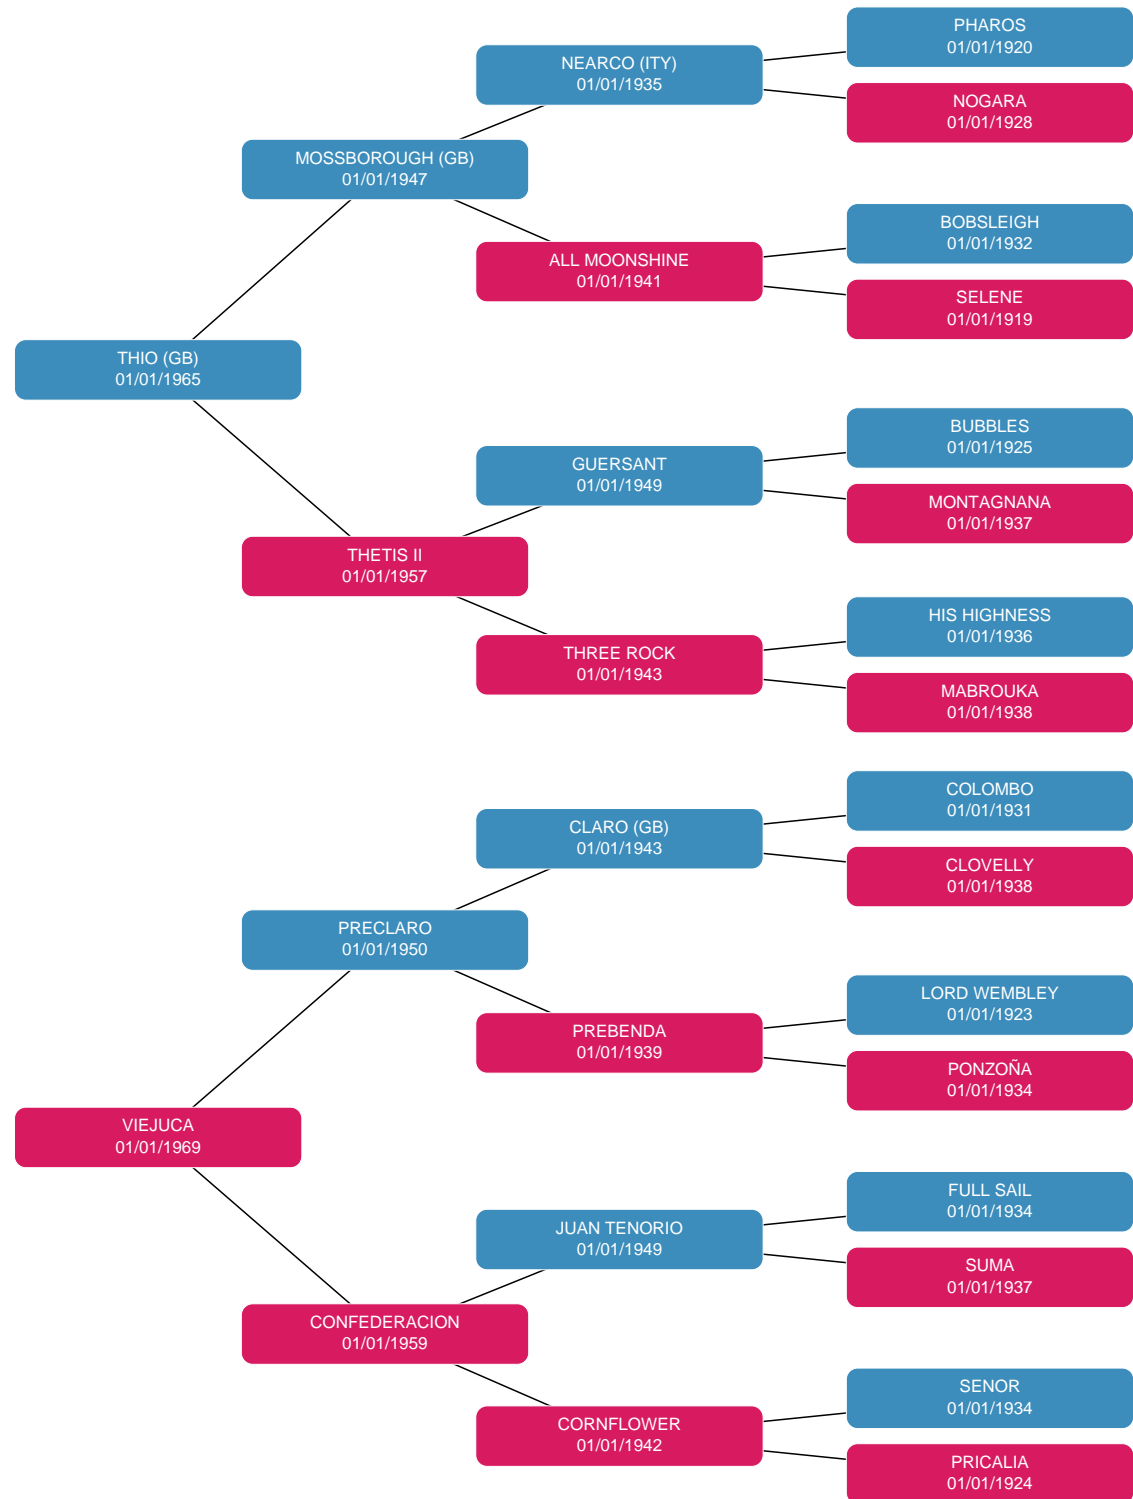 PHAROS
01/01/1920
NEARCO (ITY)
01/01/1935
NOGARA
01/01/1928
MOSSBOROUGH (GB)
01/01/1947
BOBSLEIGH
01/01/1932
ALL MOONSHINE
01/01/1941
SELENE
01/01/1919
THIO (GB)
01/01/1965
BUBBLES
01/01/1925
GUERSANT
01/01/1949
MONTAGNANA
01/01/1937
THETIS II
01/01/1957
HIS HIGHNESS
01/01/1936
THREE ROCK
01/01/1943
MABROUKA
01/01/1938
COLOMBO
01/01/1931
CLARO (GB)
01/01/1943
CLOVELLY
01/01/1938
PRECLARO
01/01/1950
LORD WEMBLEY
01/01/1923
PREBENDA
01/01/1939
PONZOÑA
01/01/1934
VIEJUCA
01/01/1969
FULL SAIL
01/01/1934
JUAN TENORIO
01/01/1949
SUMA
01/01/1937
CONFEDERACION
01/01/1959
SENOR
01/01/1934
CORNFLOWER
01/01/1942
PRICALIA
01/01/1924